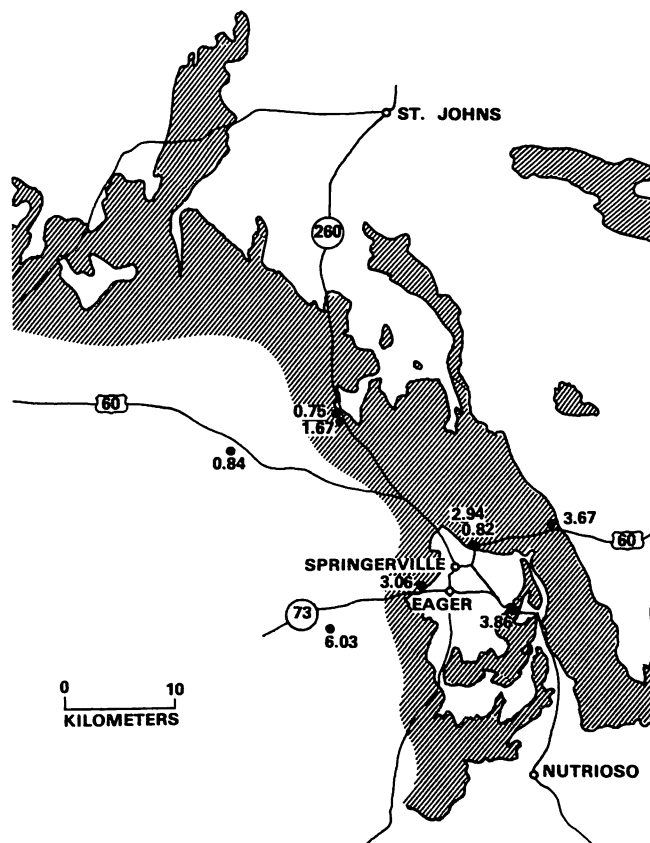 ST. JOHNS
260
60
0.75
1.67
0.84
2.94
0.82
3.67
60
SPRINGERVILLE
3.06
EAGER
73
3.86
6.03
0 10
KILOMETERS
NUTRIOSO